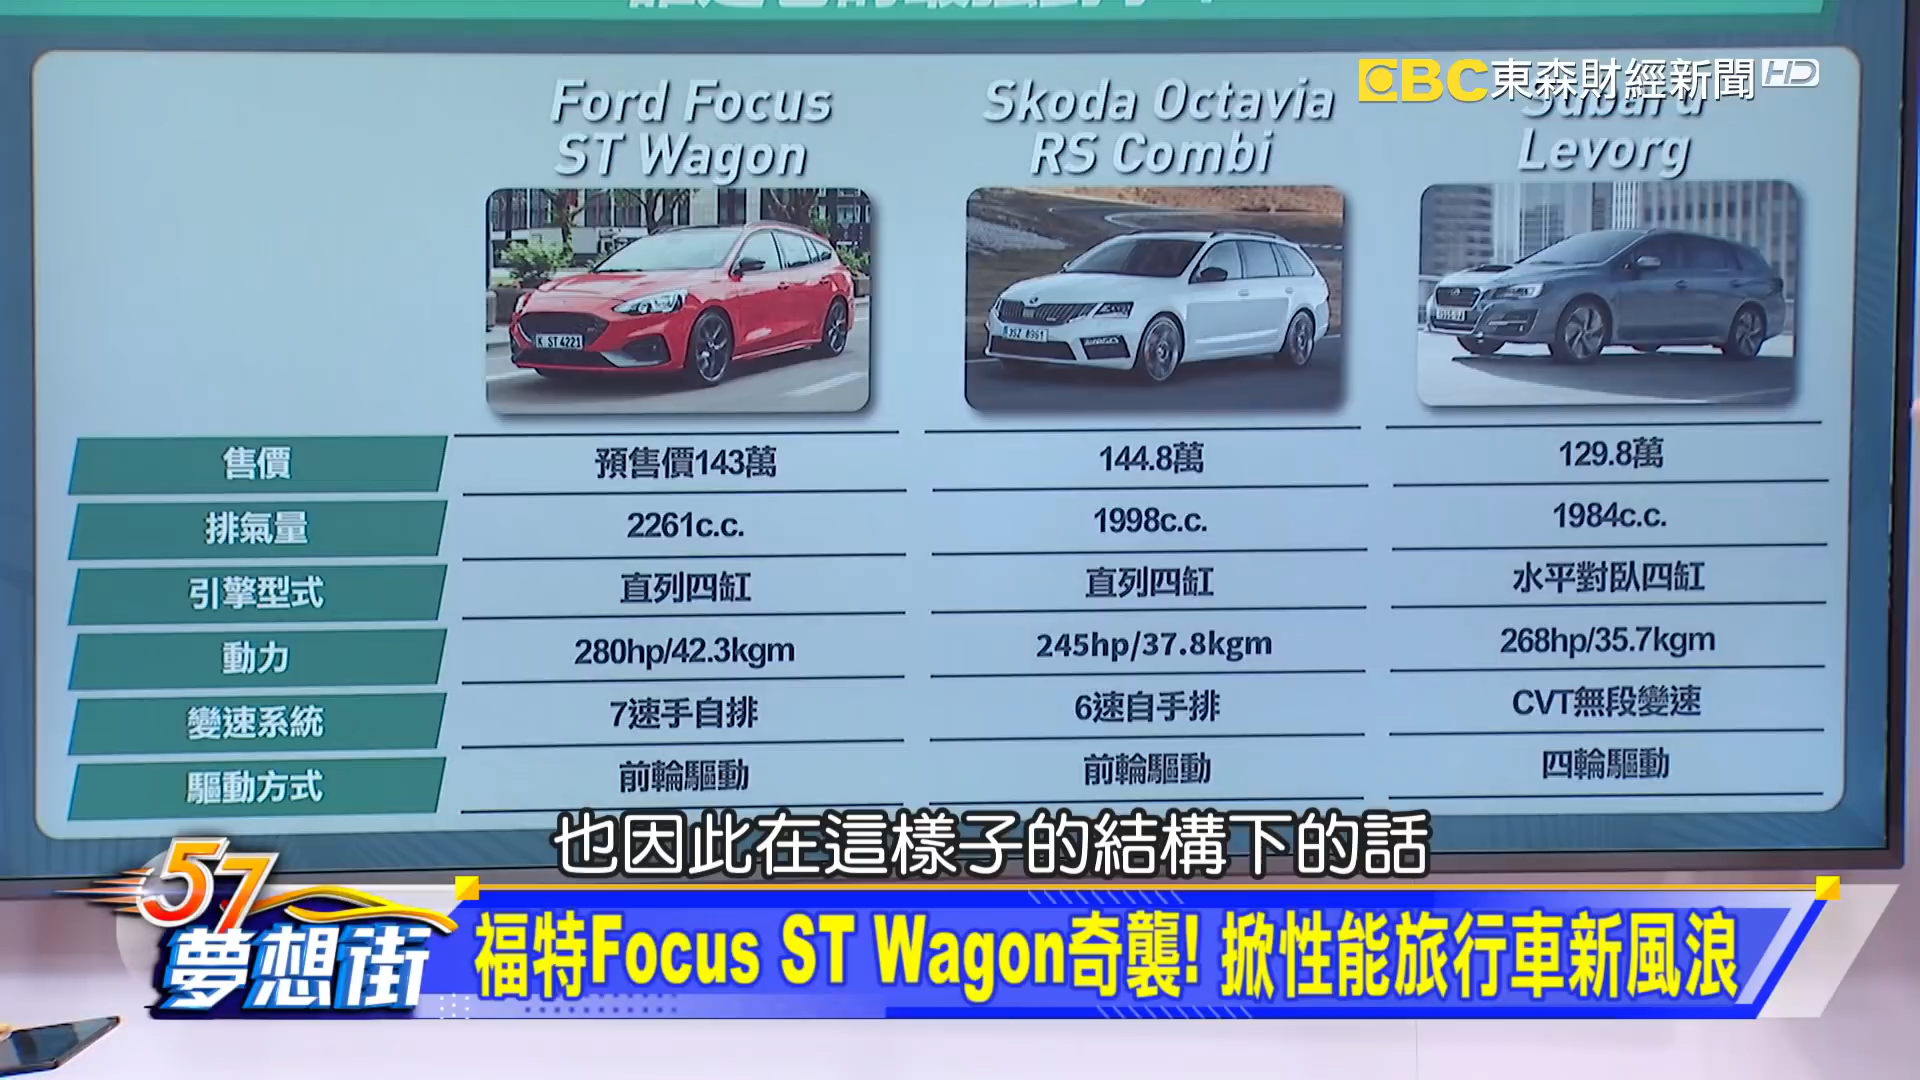 Ford Focus
ST Wagon
Skoda Octavia
RS Combi
Subaru
Levorg
EBC東森財經新聞HD
K ST 4221
售價 預售價143萬 144.8萬 129.8萬
排氣量 2261c.c. 1998c.c. 1984c.c.
引擎型式 直列四缸 直列四缸 水平對臥四缸
動力 280hp/42.3kgm 245hp/37.8kgm 268hp/35.7kgm
變速系統 7速手自排 6速自手排 CVT無段變速
驅動方式 前輪驅動 前輪驅動 四輪驅動
也因此在這樣子的結構下的話
57夢想街
福特Focus ST Wagon奇襲! 掀性能旅行車新風浪